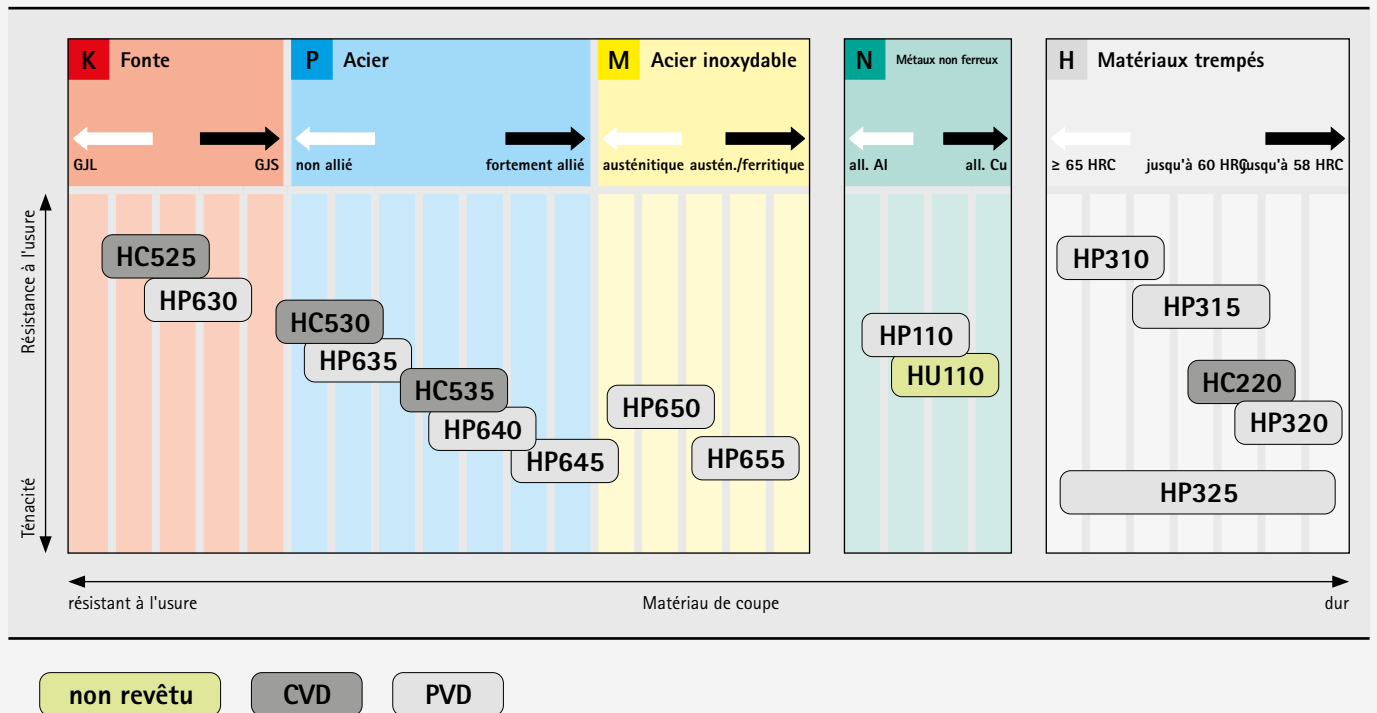 K Fonte
P Acier
M Acier inoxydable
N Métaux non ferreux
H Matériaux trempés
GJL GJS
non allié fortement allié
austénitique austén./ferritique
all. Al all. Cu
≥ 65 HRC jusqu'à 60 HRC jusqu'à 58 HRC
Résistance à l'usure
Ténacité
HC525
HP630
HC530
HP635
HC535
HP640
HP645
HP650
HP655
HP110
HU110
HP310
HP315
HC220
HP320
HP325
résistant à l'usure Matériau de coupe dur
non revêtu CVD PVD